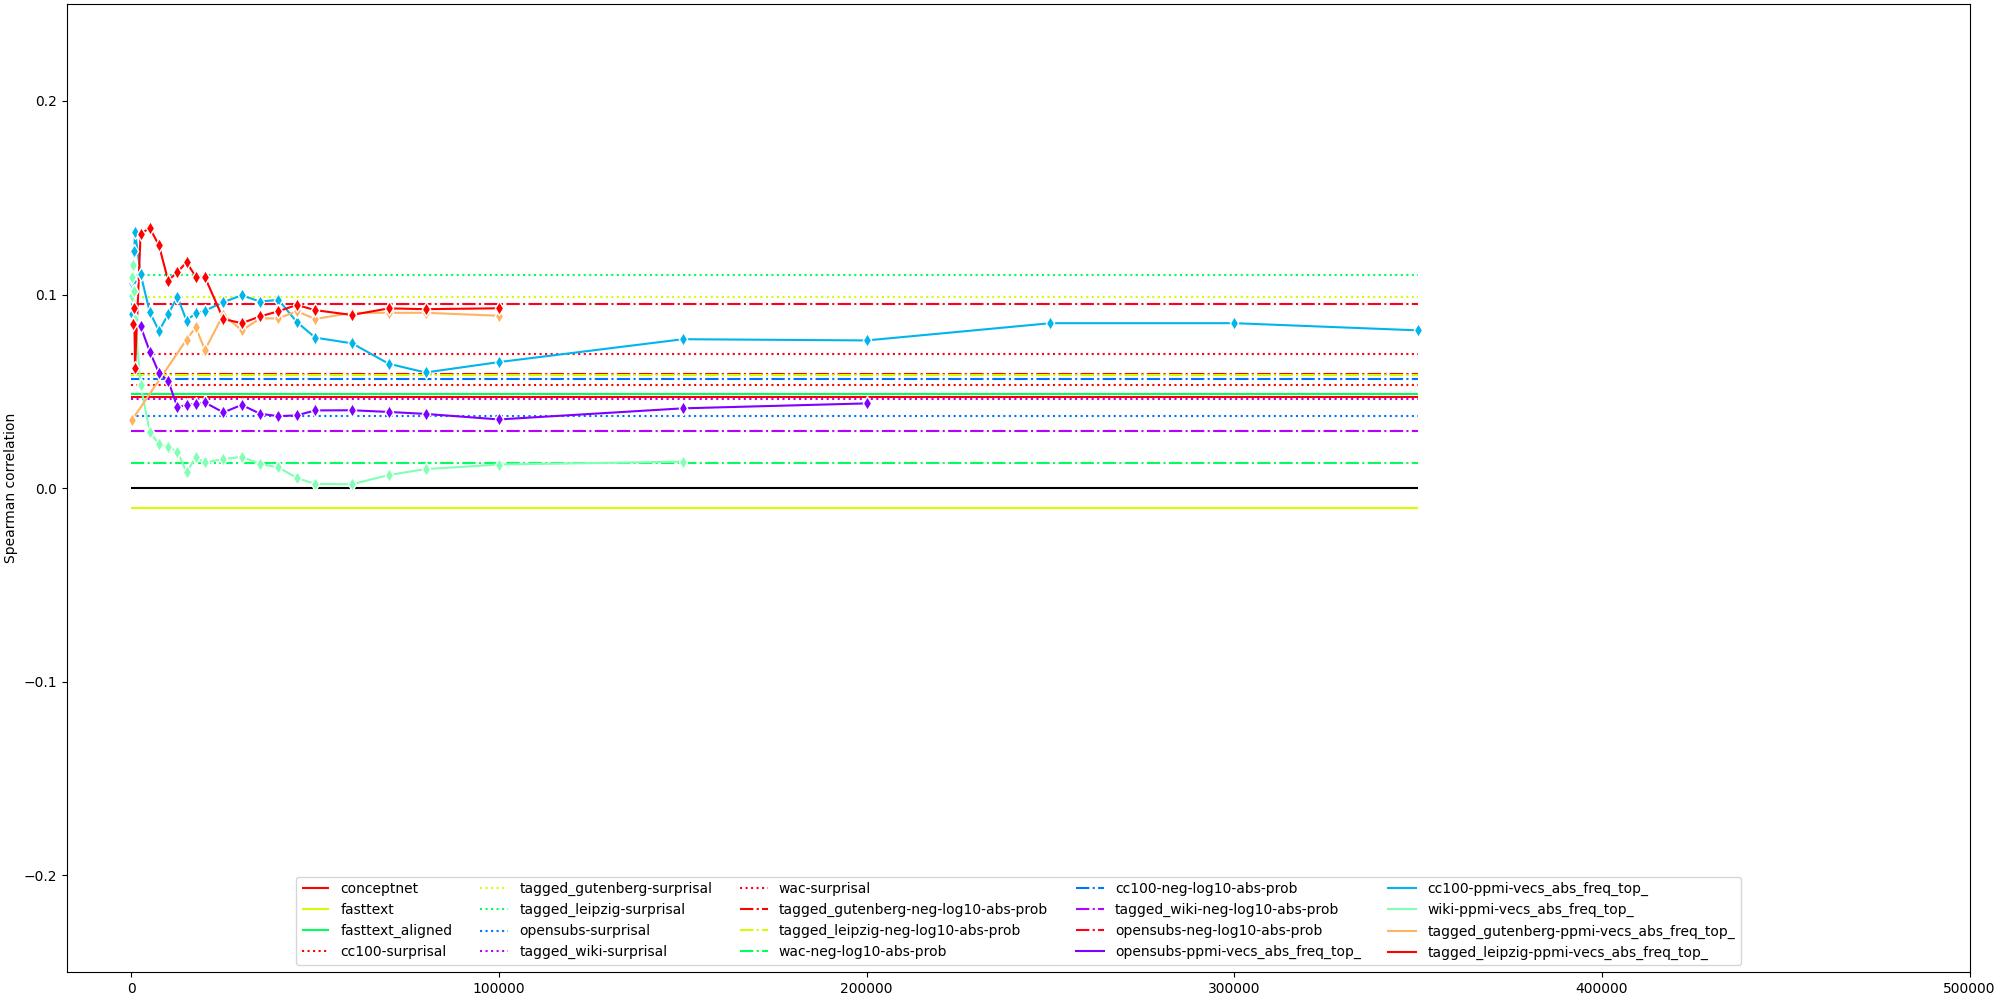 0.2
0.1
0.0
−0.1
−0.2
Spearman correlation
conceptnet
fasttext
fasttext_aligned
cc100-surprisal
tagged_gutenberg-surprisal
tagged_leipzig-surprisal
opensubs-surprisal
tagged_wiki-surprisal
wac-surprisal
tagged_gutenberg-neg-log10-abs-prob
tagged_leipzig-neg-log10-abs-prob
wac-neg-log10-abs-prob
cc100-neg-log10-abs-prob
tagged_wiki-neg-log10-abs-prob
opensubs-neg-log10-abs-prob
opensubs-ppmi-vecs_abs_freq_top_
cc100-ppmi-vecs_abs_freq_top_
wiki-ppmi-vecs_abs_freq_top_
tagged_gutenberg-ppmi-vecs_abs_freq_top_
tagged_leipzig-ppmi-vecs_abs_freq_top_
0 100000 200000 300000 400000 500000